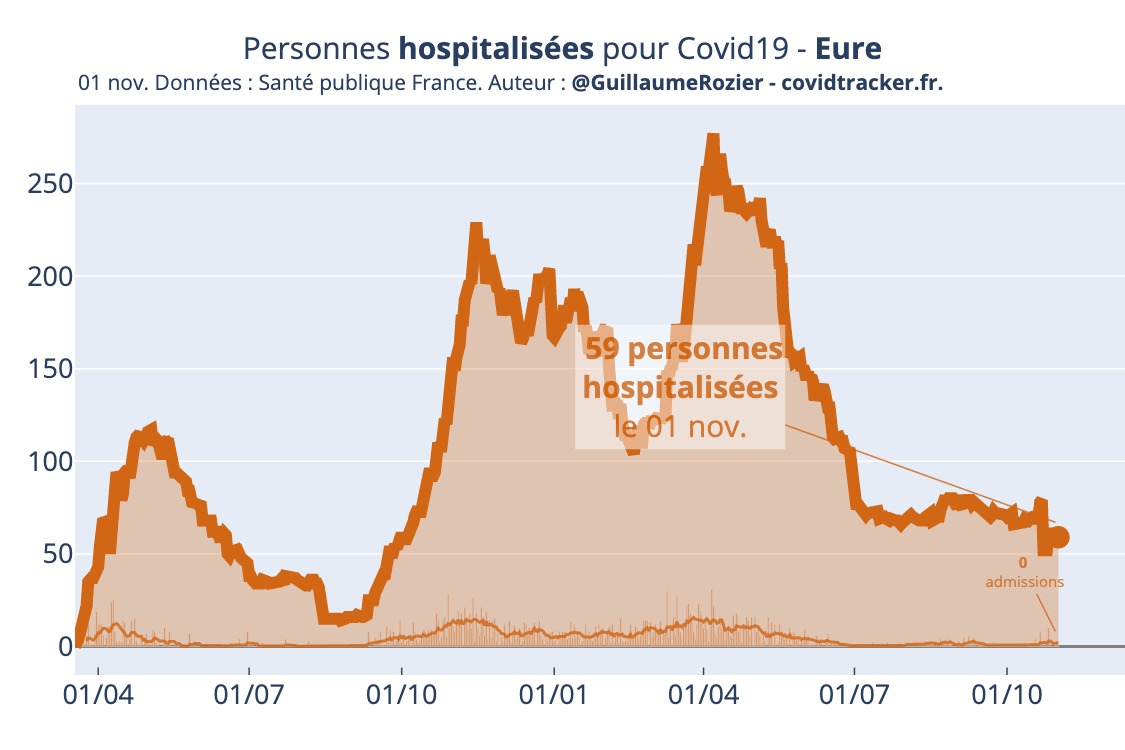 Personnes hospitalisées pour Covid19 - Eure
01 nov. Données : Santé publique France. Auteur : @GuillaumeRozier - covidtracker.fr.
250
200
150
100
50
0
59 personnes
hospitalisées
le 01 nov.
0
admissions
01/04
01/07
01/10
01/01
01/04
01/07
01/10